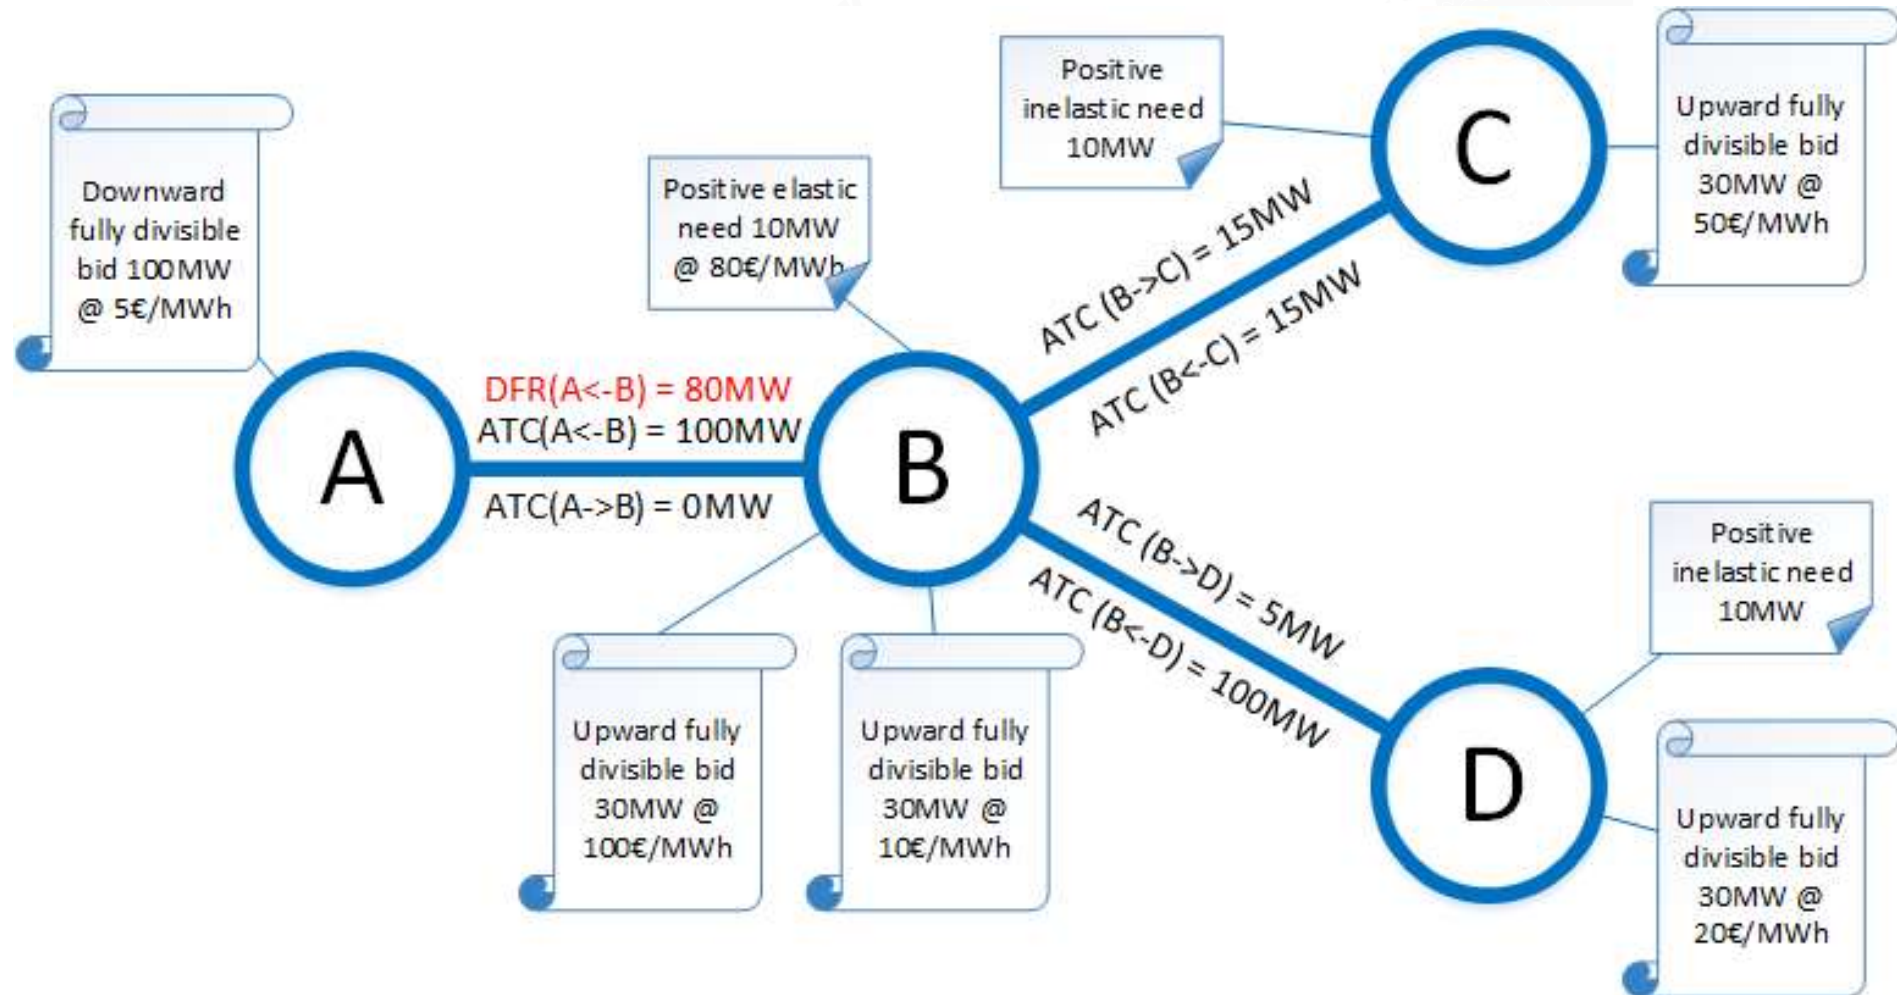 Downward
fully divisible
bid 100MW
@ 5€/MWh
A
DFR(A<-B) = 80MW
ATC(A<-B) = 100MW
ATC(A->B) = 0MW
Positive elastic
need 10MW
@ 80€/MWh
B
Upward fully
divisible bid
30MW @
100€/MWh
Upward fully
divisible bid
30MW @
10€/MWh
Positive
inelastic need
10MW
ATC (B->C) = 15MW
ATC (B<-C) = 15MW
C
Upward fully
divisible bid
30MW @
50€/MWh
ATC (B->D) = 5MW
ATC (B<-D) = 100MW
D
Positive
inelastic need
10MW
Upward fully
divisible bid
30MW @
20€/MWh